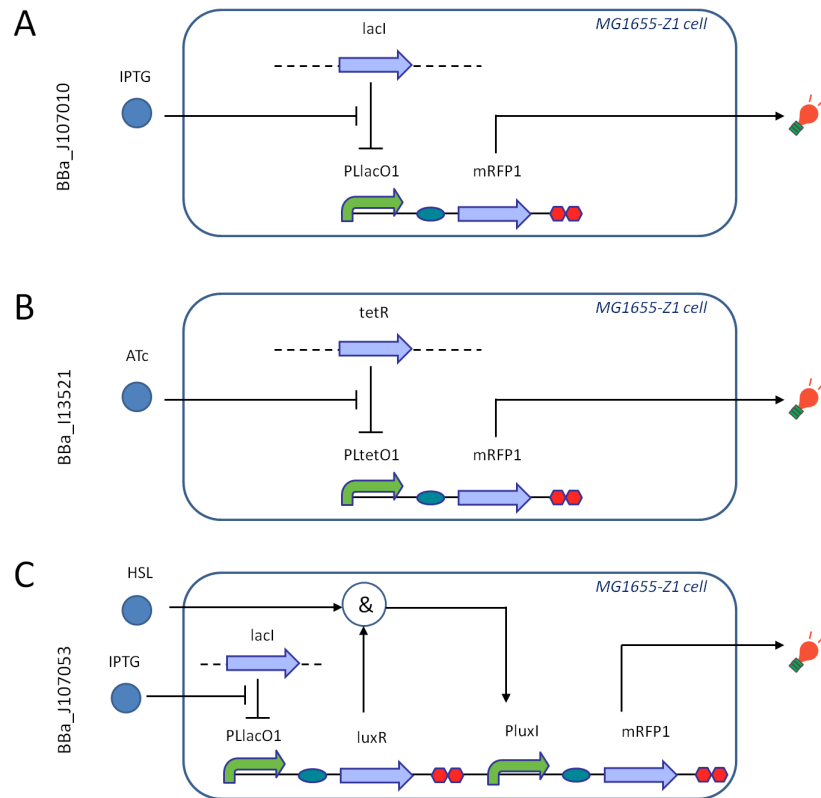 A
BBa_J107010
MG1655-Z1 cell
lacI
IPTG
PLlacO1
mRFP1
B
BBa_I13521
MG1655-Z1 cell
tetR
ATc
PLtetO1
mRFP1
C
BBa_J107053
HSL
MG1655-Z1 cell
&
lacI
IPTG
PLlacO1
luxR
PluxI
mRFP1